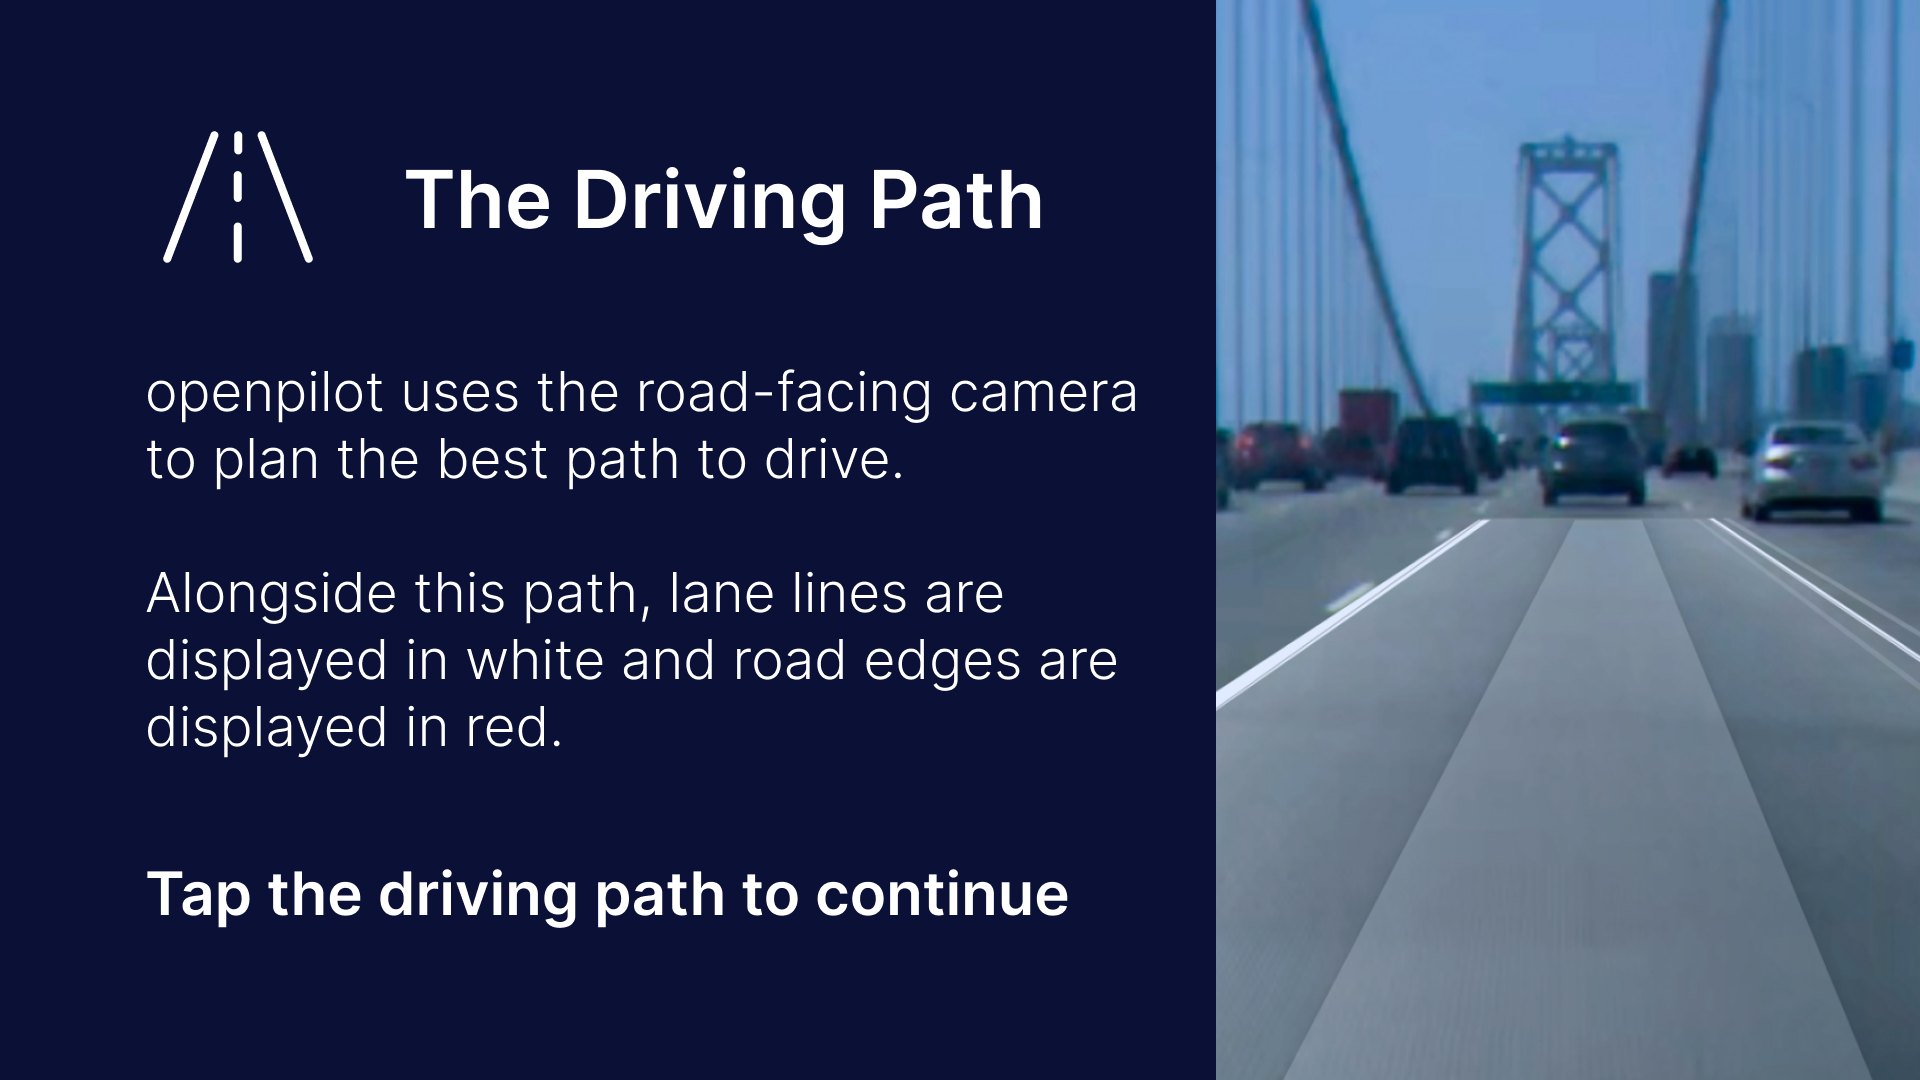 The Driving Path
openpilot uses the road-facing camera
to plan the best path to drive.
Alongside this path, lane lines are
displayed in white and road edges are
displayed in red.
Tap the driving path to continue